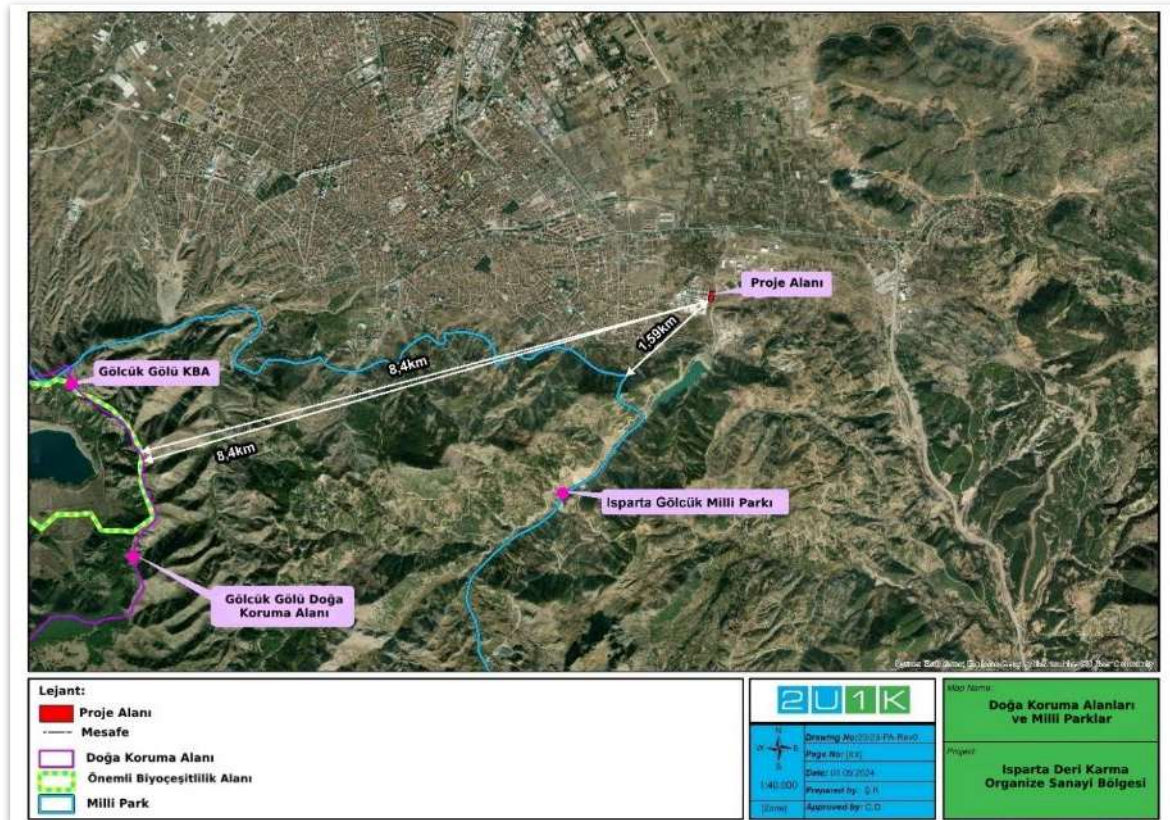 Proje Alanı
1,59km
Gölcük Gölü KBA
8,4km
8,4km
Isparta Gölcük Milli Parkı
Gölcük Gölü Doğa
Koruma Alanı
Lejant:
Proje Alanı
Mesafe
Doğa Koruma Alanı
Önemli Biyoçeşitlilik Alanı
Milli Park
2U1K
N
W
E
S
1:40.000
[Zone]
Drawing No:
Page No: [XX]
Date: 03.09.2024
Prepared by: Ş.R
Approved by: C.D
Map Name:
Doğa Koruma Alanları
ve Milli Parklar
Project:
Isparta Deri Karma
Organize Sanayi Bölgesi